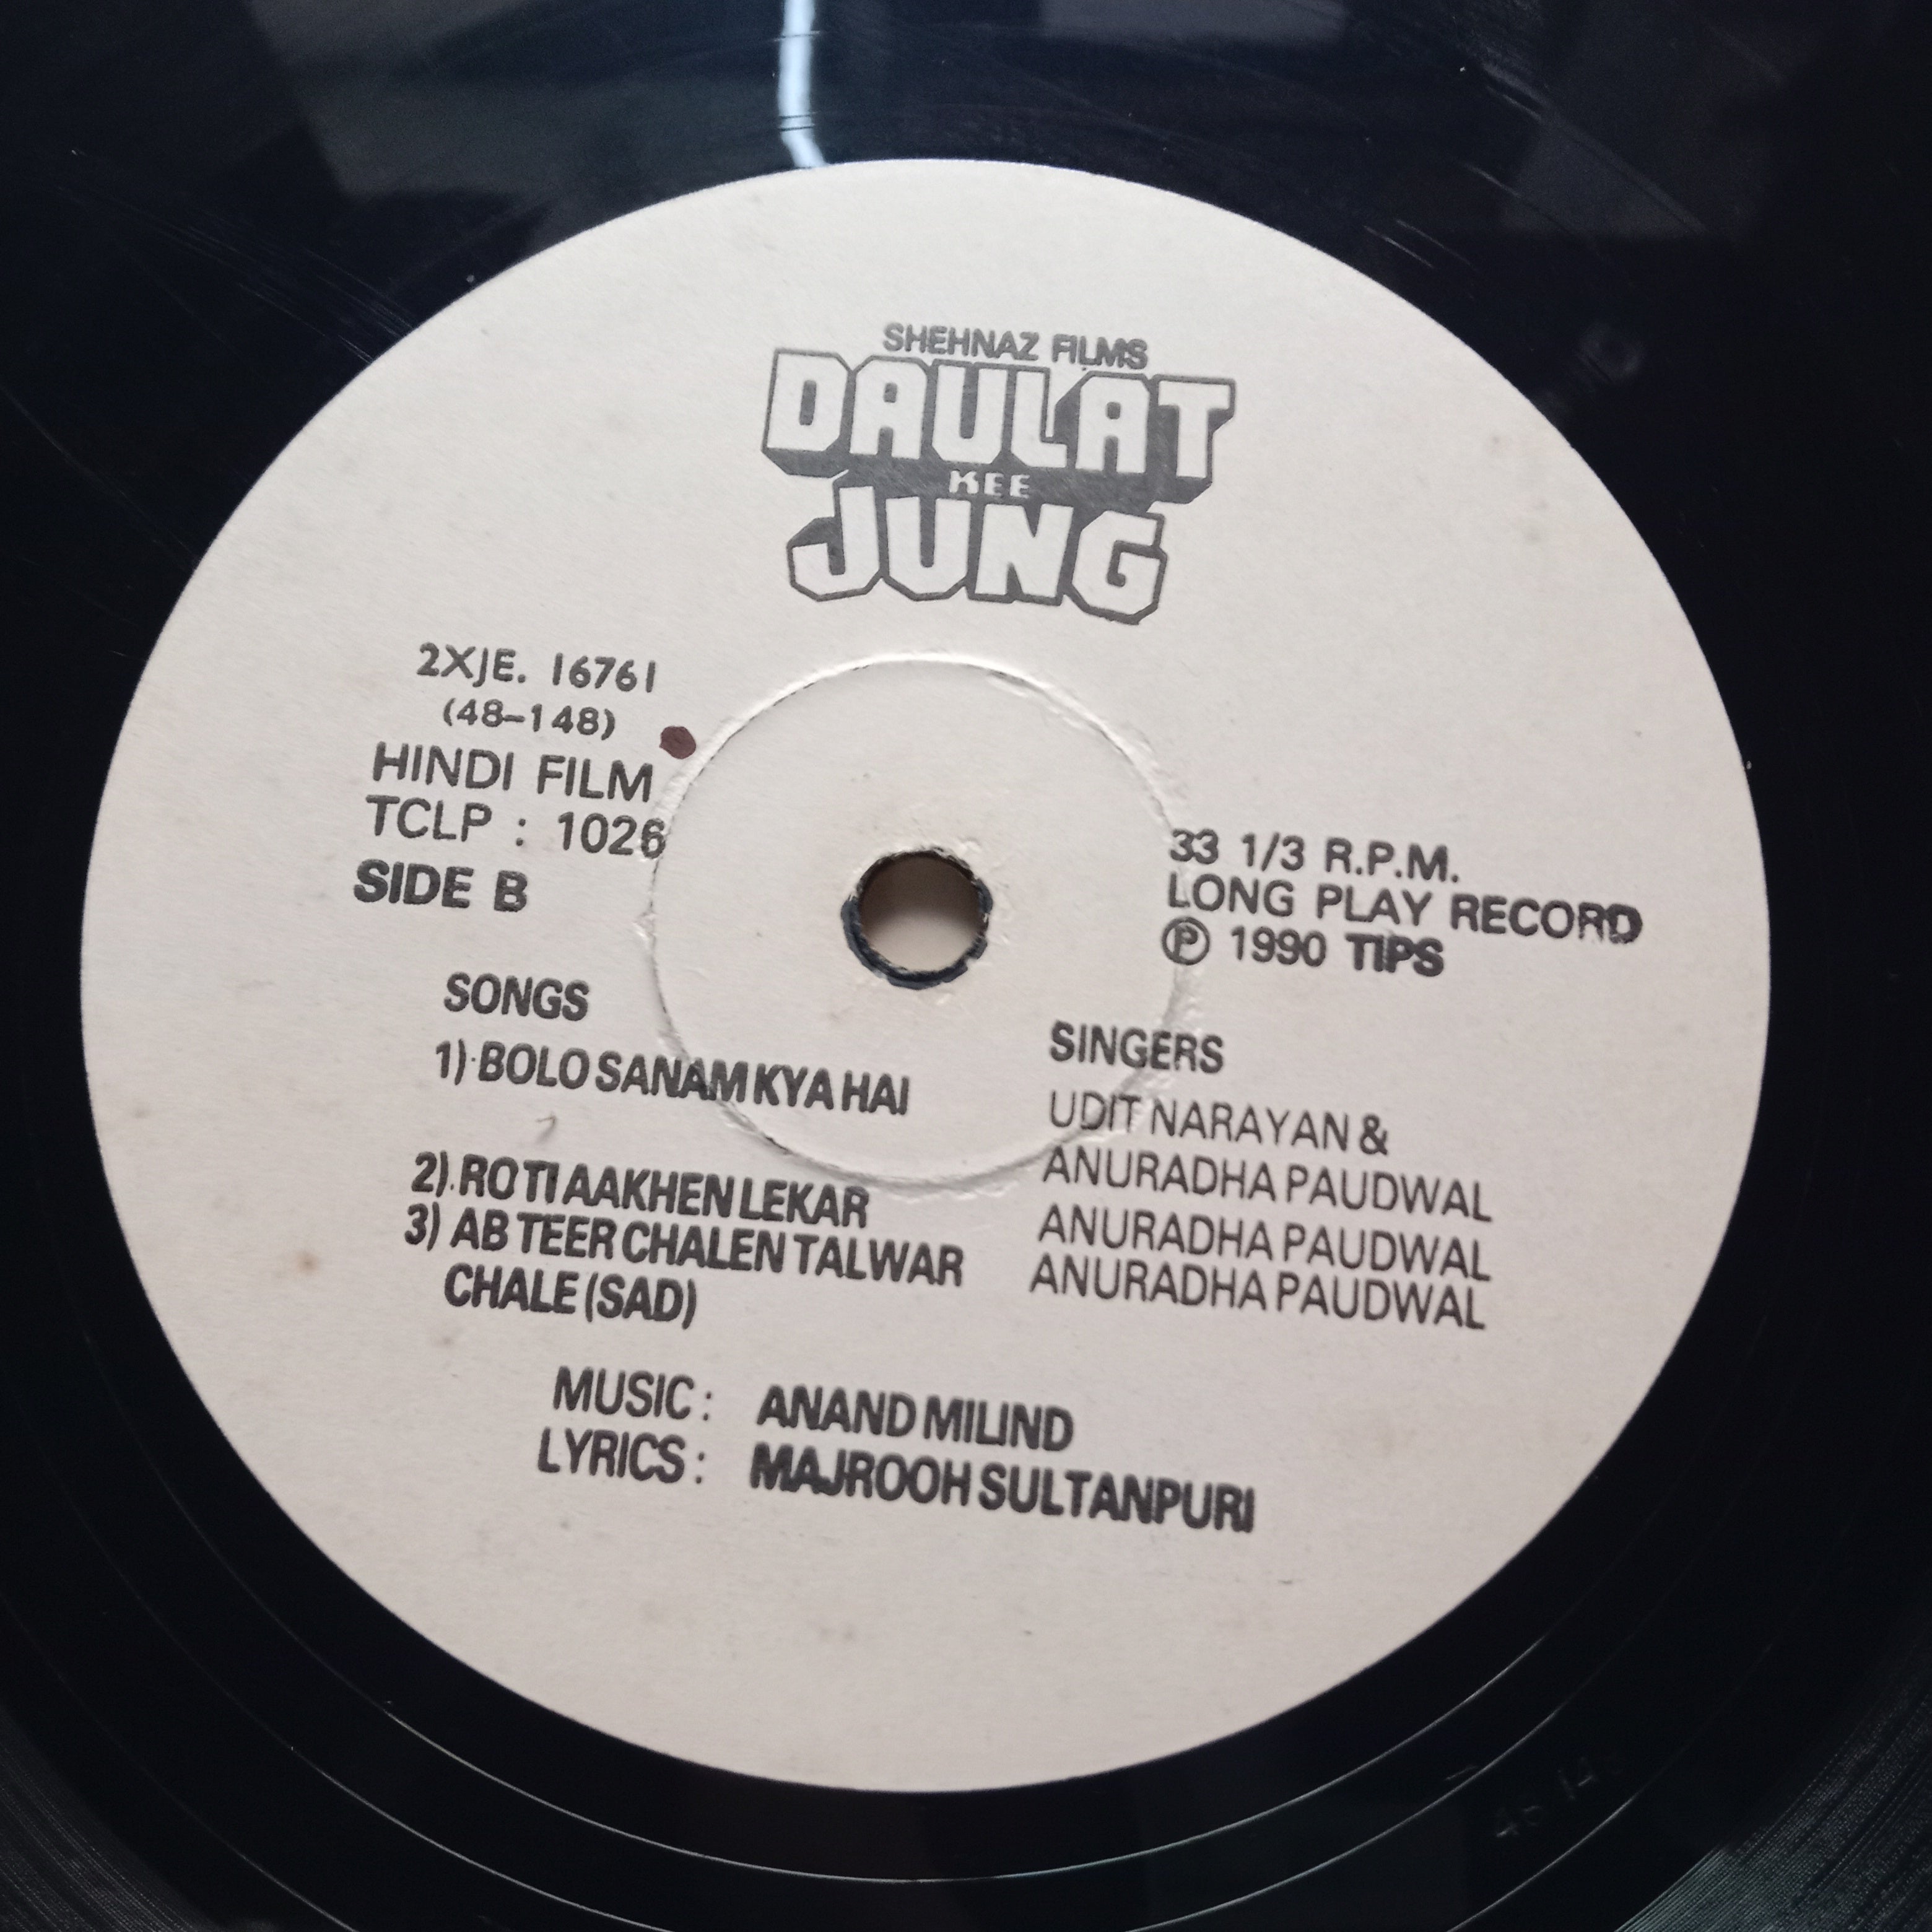 SHEHNAZ FILMS
DAULAT
KEE
JUNG
2XJE. 16761
(48-148)
HINDI FILM
TCLP : 1026
SIDE B
33 1/3 R.P.M.
LONG PLAY RECORD
Ⓟ 1990 TIPS
SONGS
SINGERS
1) BOLO SANAM KYA HAI
UDIT NARAYAN &
ANURADHA PAUDWAL
2) ROTI AAKHEN LEKAR
ANURADHA PAUDWAL
3) AB TEER CHALEN TALWAR
ANURADHA PAUDWAL
CHALE (SAD)
MUSIC : ANAND MILIND
LYRICS : MAJROOH SULTANPURI